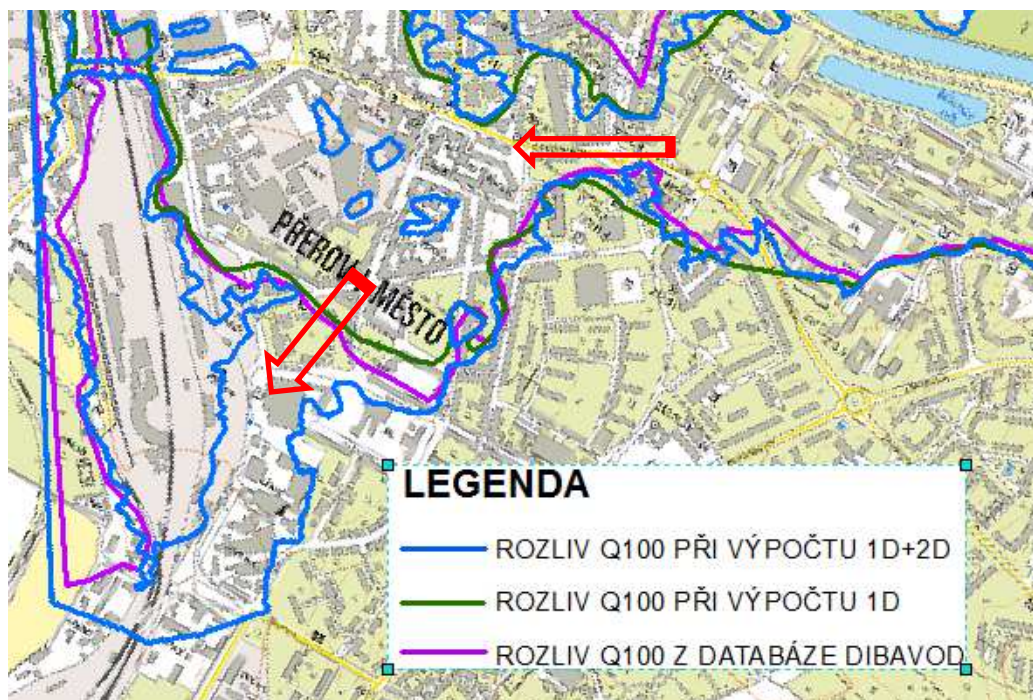 PŘEROV I-MĚSTO
LEGENDA
ROZLIV Q100 PŘI VÝPOČTU 1D+2D
ROZLIV Q100 PŘI VÝPOČTU 1D
ROZLIV Q100 Z DATABÁZE DIBAVOD